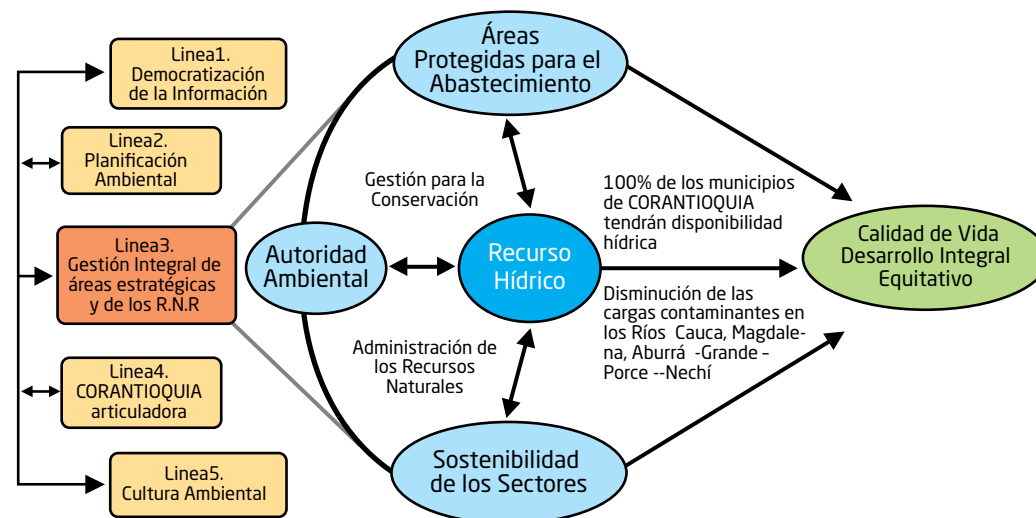 Linea1.
Democratización
de la Información
Linea2.
Planificación
Ambiental
Linea3.
Gestión Integral de
áreas estratégicas
y de los R.N.R
Linea4.
CORANTIOQUIA
articuladora
Linea5.
Cultura Ambiental
Áreas
Protegidas para el
Abastecimiento
Gestión para la
Conservación
Autoridad
Ambiental
Recurso
Hídrico
Administración de
los Recursos
Naturales
Sostenibilidad
de los Sectores
100% de los municipios
de CORANTIOQUIA
tendrán disponibilidad
hídrica
Disminución de las
cargas contaminantes en
los Ríos Cauca, Magdale-
na, Aburrá -Grande –
Porce --Nechí
Calidad de Vida
Desarrollo Integral
Equitativo